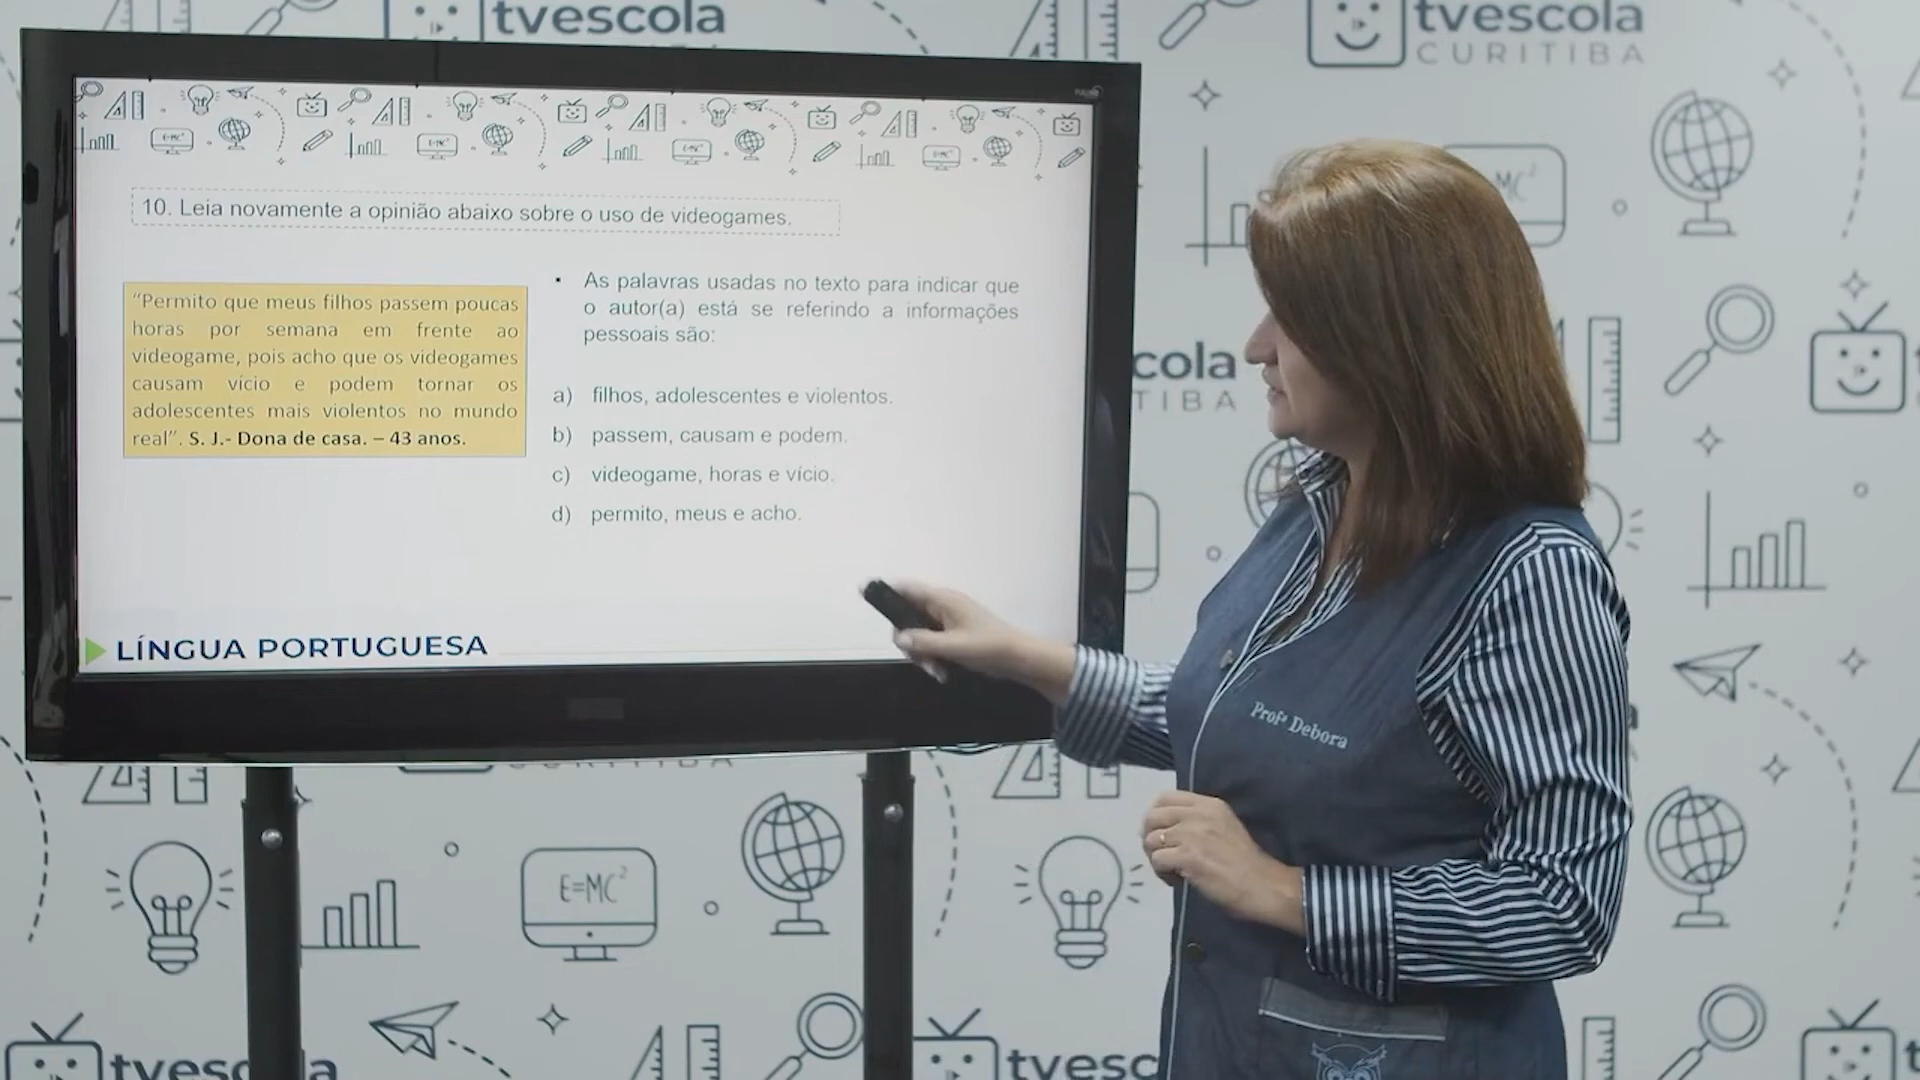 tvescola
tvescola
CURITIBA
10. Leia novamente a opinião abaixo sobre o uso de videogames.
“Permito que meus filhos passem poucas
horas por semana em frente ao
videogame, pois acho que os videogames
causam vício e podem tornar os
adolescentes mais violentos no mundo
real”. S. J.- Dona de casa. – 43 anos.
▪ As palavras usadas no texto para indicar que
o autor(a) está se referindo a informações
pessoais são:
a) filhos, adolescentes e violentos.
b) passem, causam e podem.
c) videogame, horas e vício.
d) permito, meus e acho.
LÍNGUA PORTUGUESA
cola
TIBA
Profª Debora
E=MC²
tvesc a
tvesc